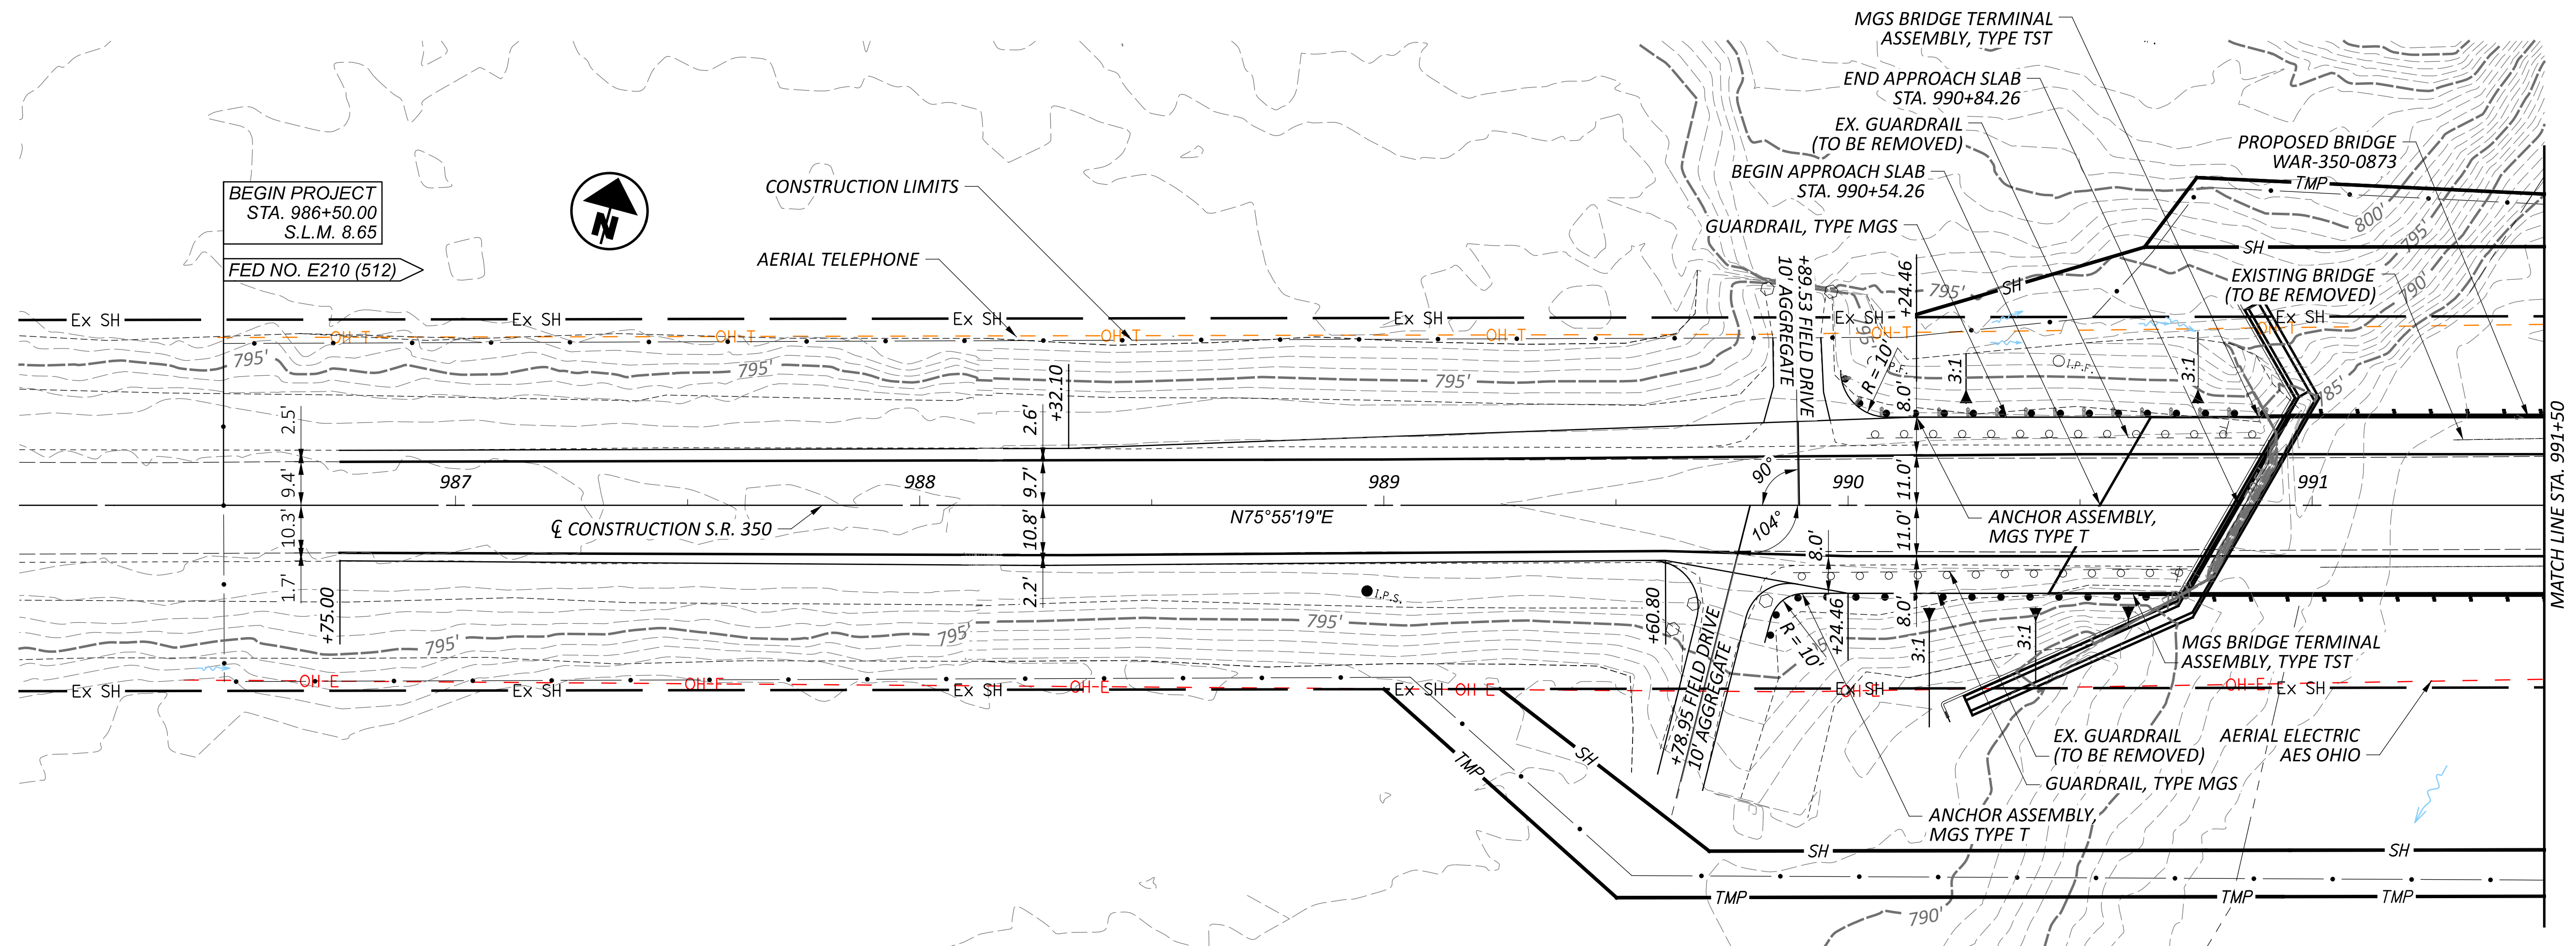 MGS BRIDGE TERMINAL
ASSEMBLY, TYPE TST
END APPROACH SLAB
STA. 990+84.26
EX. GUARDRAIL
(TO BE REMOVED)
BEGIN APPROACH SLAB
STA. 990+54.26
GUARDRAIL, TYPE MGS
PROPOSED BRIDGE
WAR-350-0873
TMP
800'
795'
SH
EXISTING BRIDGE
(TO BE REMOVED)
790'
BEGIN PROJECT
STA. 986+50.00
S.L.M. 8.65
FED NO. E210 (512)
N
CONSTRUCTION LIMITS
AERIAL TELEPHONE
+89.53 FIELD DRIVE
10' AGGREGATE
+24.46
795'
SH
Ex SH
Ex SH
Ex SH
Ex SH
Ex SH
Ex SH
OH-T
OH-T
OH-T
OH-T
OH-T
OH-T
795'
795'
795'
R = 10'
P.F.
I.P.F.
3:1
3:1
85'
8.0'
2.5'
2.6'
+32.10
9.4'
9.7'
90°
11.0'
987
988
989
990
991
℄ CONSTRUCTION S.R. 350
N75°55'19"E
10.3'
10.8'
104°
11.0'
ANCHOR ASSEMBLY,
MGS TYPE T
MATCH LINE STA. 991+50
1.7'
2.2'
8.0'
8.0'
+75.00
I.P.S.
+60.80
+24.46
R = 10'
3:1
3:1
795'
795'
795'
+78.95 FIELD DRIVE
10' AGGREGATE
MGS BRIDGE TERMINAL
ASSEMBLY, TYPE TST
OH-E
OH-E
OH-E
OH-E
OH-E
OH-E
Ex SH
Ex SH
Ex SH
Ex SH
Ex SH
Ex SH
EX. GUARDRAIL
(TO BE REMOVED)
AERIAL ELECTRIC
AES OHIO
GUARDRAIL, TYPE MGS
ANCHOR ASSEMBLY,
MGS TYPE T
SH
TMP
SH
SH
TMP
TMP
TMP
790'